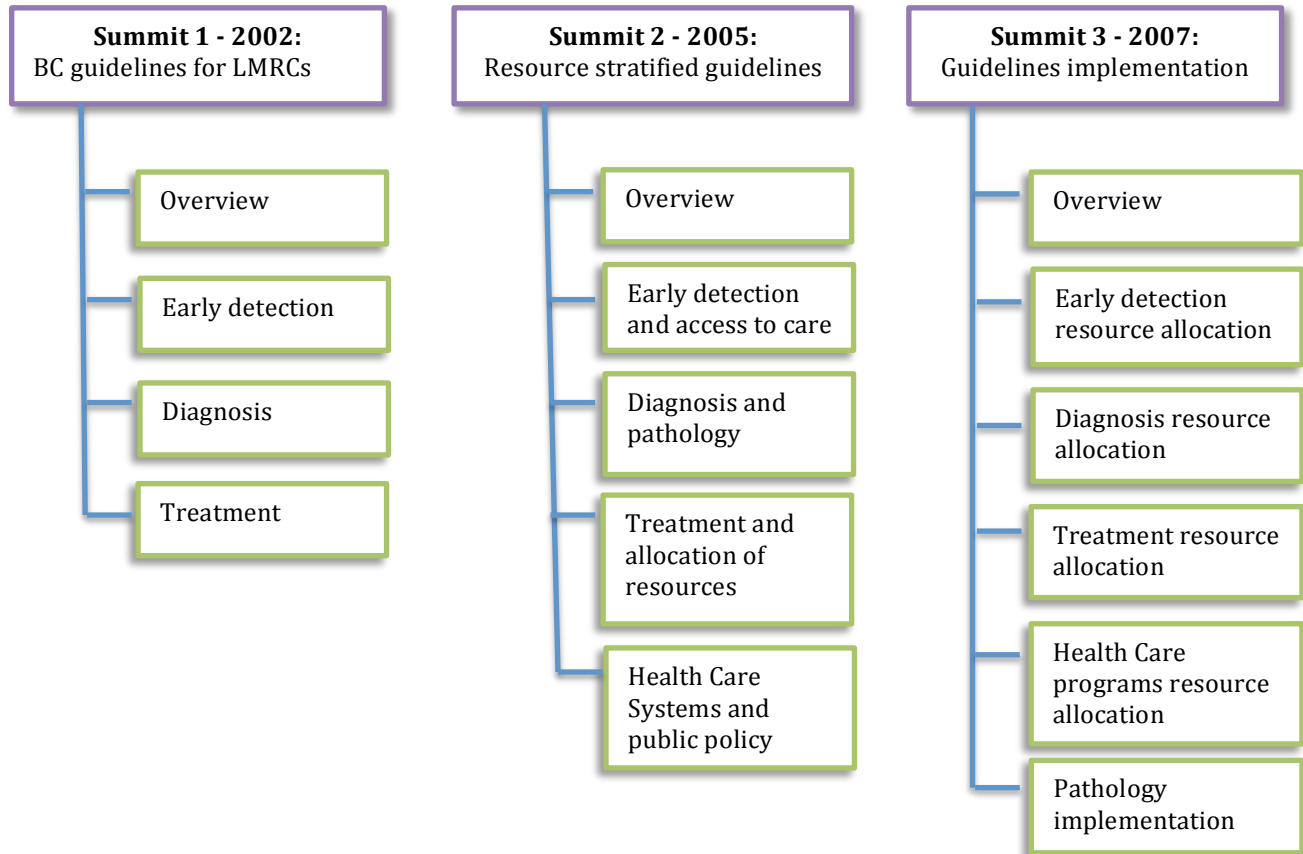 Summit 1 - 2002:
BC guidelines for LMRCs
Overview
Early detection
Diagnosis
Treatment
Summit 2 - 2005:
Resource stratified guidelines
Overview
Early detection
and access to care
Diagnosis and
pathology
Treatment and
allocation of
resources
Health Care
Systems and
public policy
Summit 3 - 2007:
Guidelines implementation
Overview
Early detection
resource allocation
Diagnosis resource
allocation
Treatment resource
allocation
Health Care
programs resource
allocation
Pathology
implementation